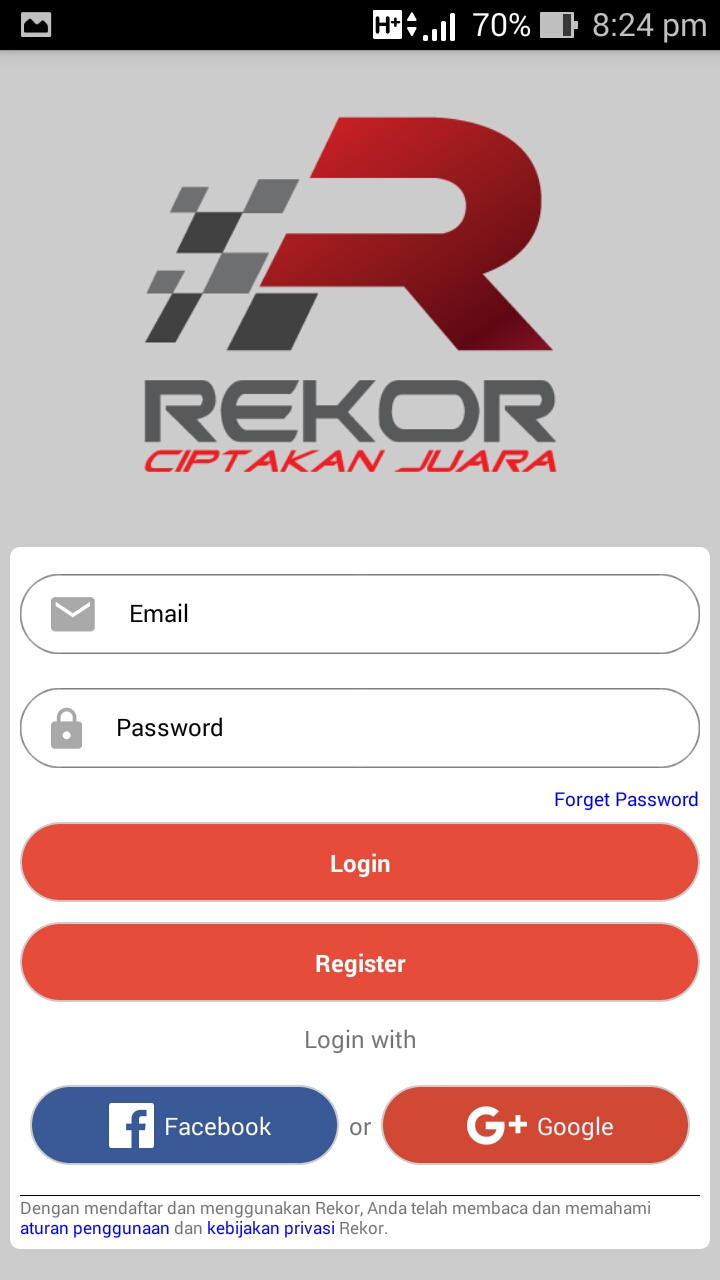 H+ 70% 8:24 pm
R
REKOR
CIPTAKAN JUARA
Email
Password
Forget Password
Login
Register
Login with
f Facebook or G+ Google
Dengan mendaftar dan menggunakan Rekor, Anda telah membaca dan memahami
aturan penggunaan dan kebijakan privasi Rekor.